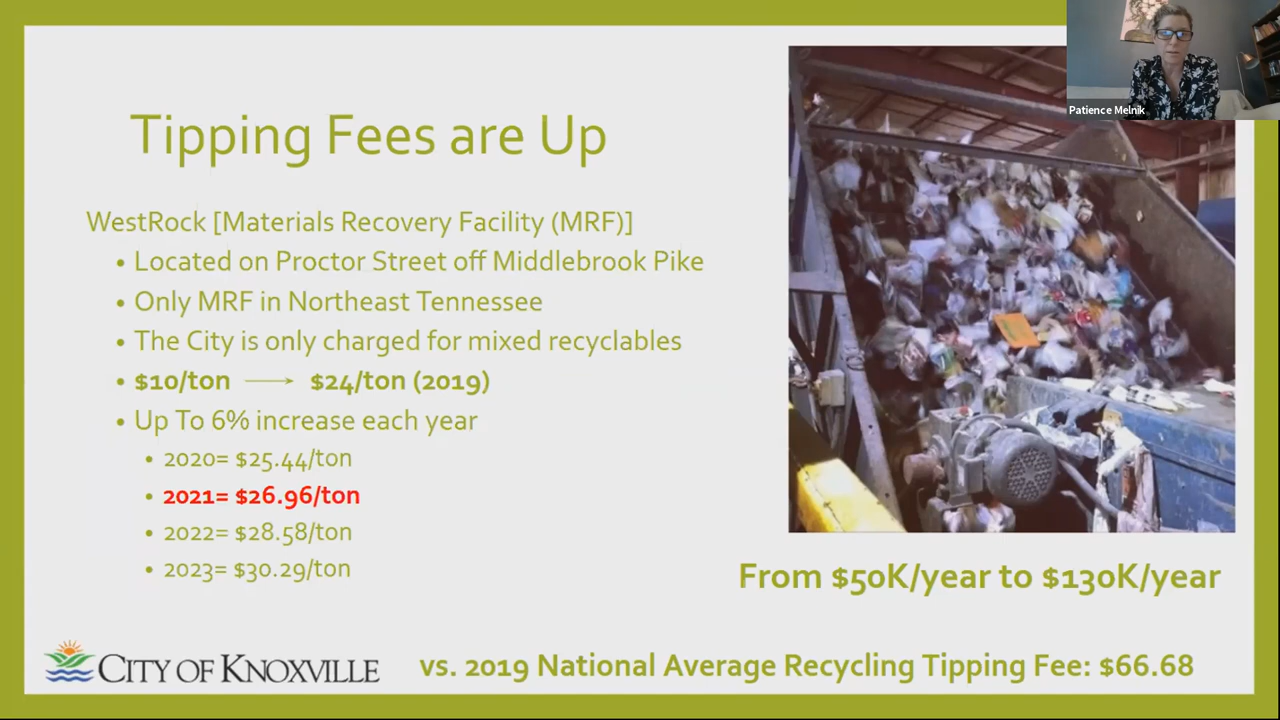 Patience Melnik
Tipping Fees are Up
WestRock [Materials Recovery Facility (MRF)]
• Located on Proctor Street off Middlebrook Pike
• Only MRF in Northeast Tennessee
• The City is only charged for mixed recyclables
• $10/ton → $24/ton (2019)
• Up To 6% increase each year
• 2020= $25.44/ton
• 2021= $26.96/ton
• 2022= $28.58/ton
• 2023= $30.29/ton
From $50K/year to $130K/year
CITY OF KNOXVILLE
vs. 2019 National Average Recycling Tipping Fee: $66.68